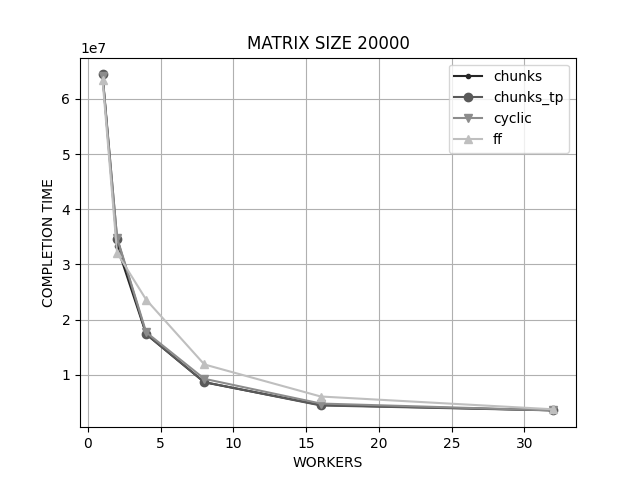 MATRIX SIZE 20000
1e7
chunks
chunks_tp
cyclic
ff
6
5
4
3
2
1
COMPLETION TIME
0 5 10 15 20 25 30
WORKERS